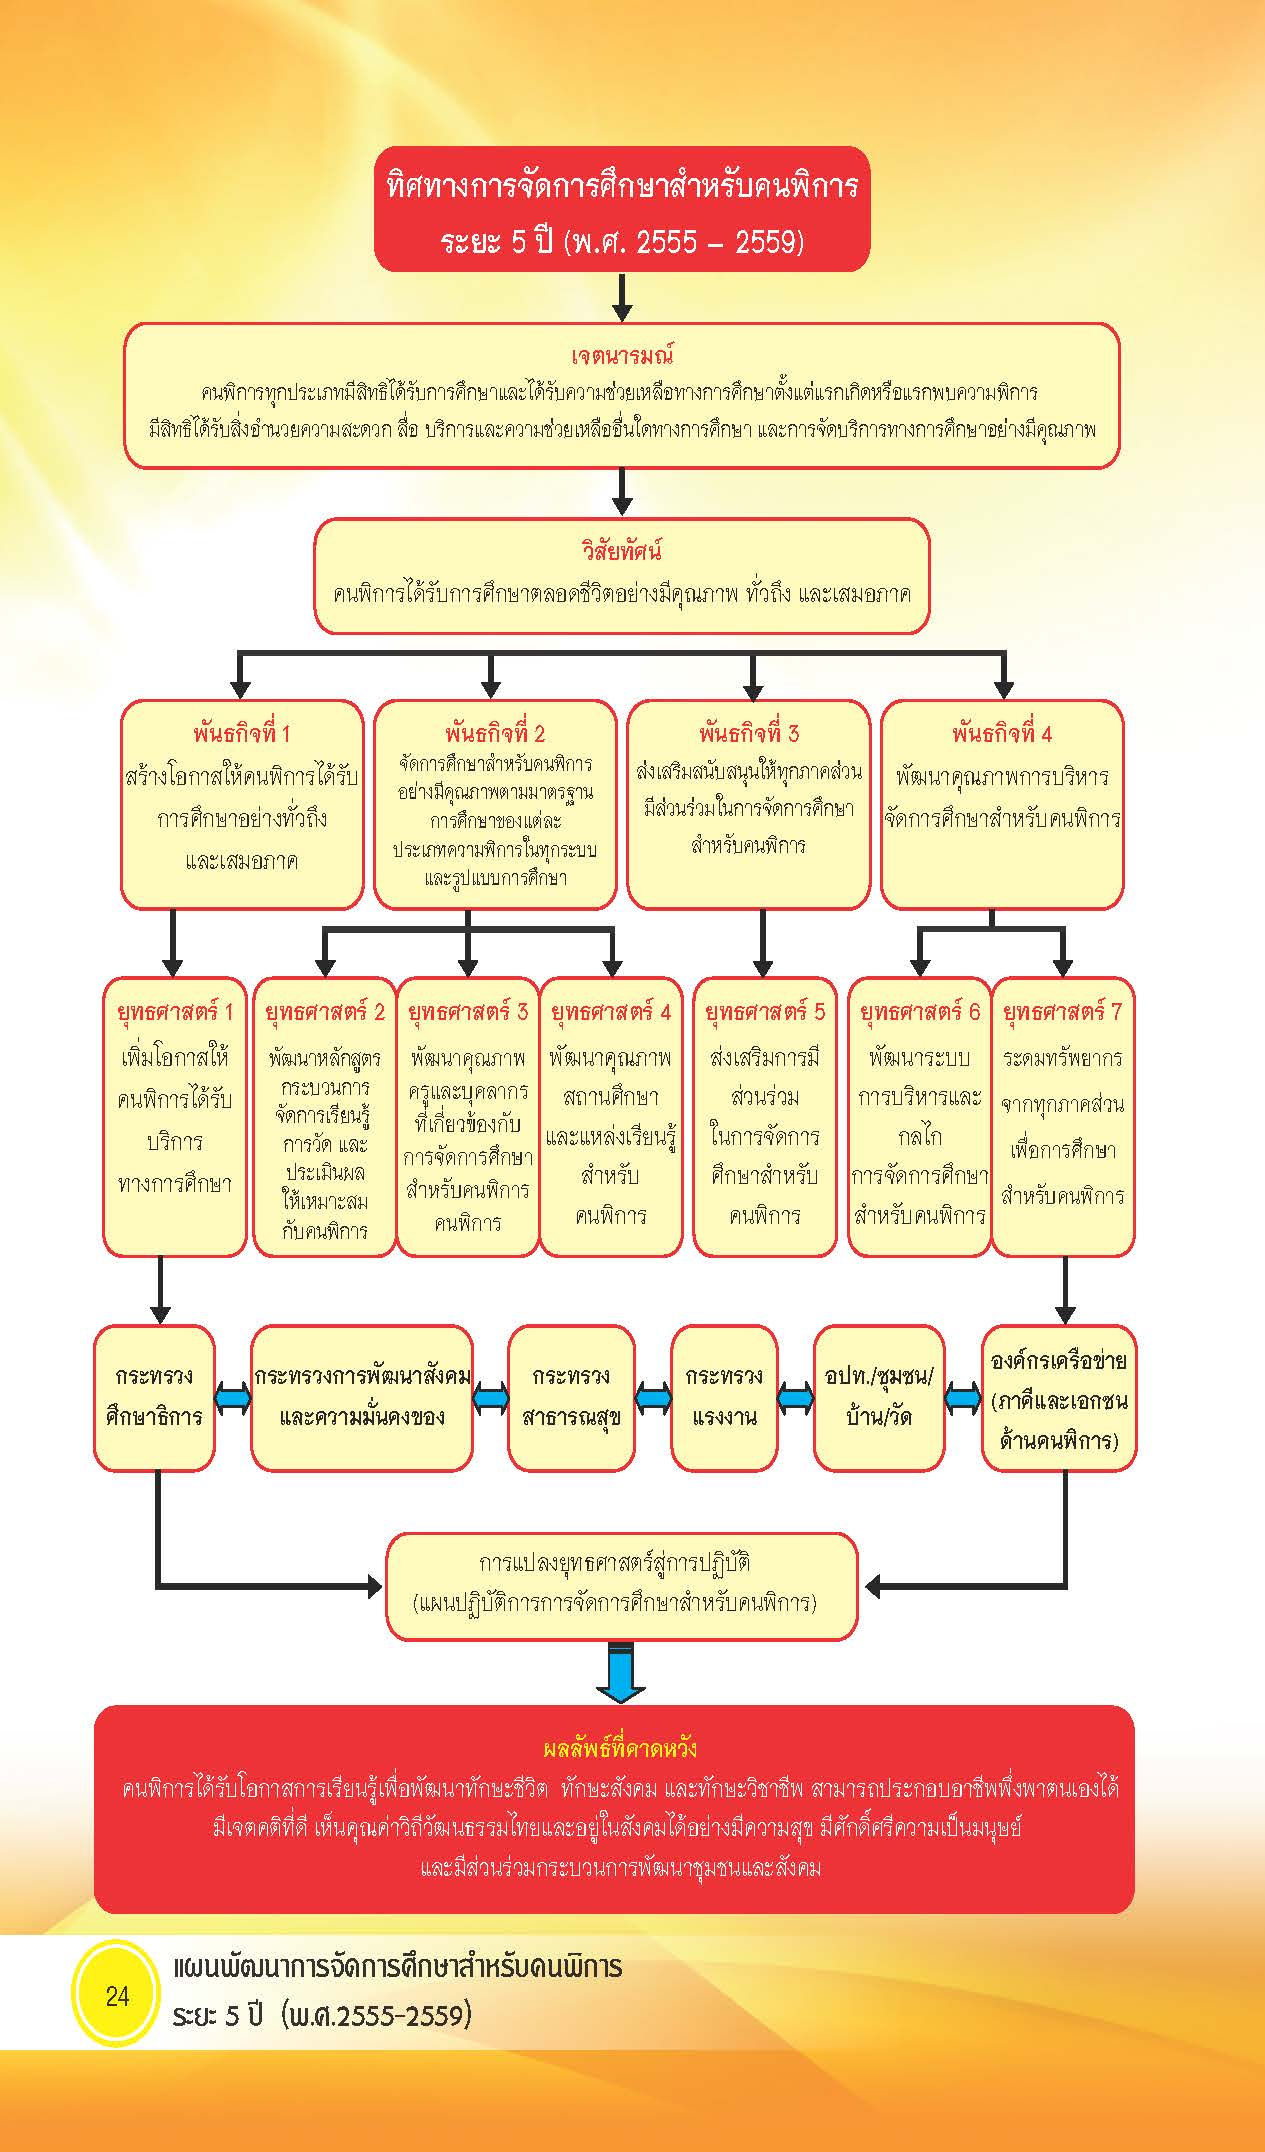 ทิศทางการจัดการศึกษาสำหรับคนพิการ
ระยะ 5 ปี (พ.ศ. 2555 – 2559)
เจตนารมณ์
คนพิการทุกประเภทมีสิทธิได้รับการศึกษาและได้รับความช่วยเหลือทางการศึกษาตั้งแต่แรกเกิดหรือแรกพบความพิการ
มีสิทธิได้รับสิ่งอำนวยความสะดวก สื่อ บริการและความช่วยเหลืออื่นใดทางการศึกษา และการจัดบริการทางการศึกษาอย่างมีคุณภาพ
วิสัยทัศน์
คนพิการได้รับการศึกษาตลอดชีวิตอย่างมีคุณภาพ ทั่วถึง และเสมอภาค
พันธกิจที่ 1
สร้างโอกาสให้คนพิการได้รับ
การศึกษาอย่างทั่วถึง
และเสมอภาค
พันธกิจที่ 2
จัดการศึกษาสำหรับคนพิการ
อย่างมีคุณภาพตามมาตรฐาน
การศึกษาของแต่ละ
ประเภทความพิการในทุกระบบ
และรูปแบบการศึกษา
พันธกิจที่ 3
ส่งเสริมสนับสนุนให้ทุกภาคส่วน
มีส่วนร่วมในการจัดการศึกษา
สำหรับคนพิการ
พันธกิจที่ 4
พัฒนาคุณภาพการบริหาร
จัดการศึกษาสำหรับคนพิการ
ยุทธศาสตร์ 1
เพิ่มโอกาสให้
คนพิการได้รับ
บริการ
ทางการศึกษา
ยุทธศาสตร์ 2
พัฒนาหลักสูตร
กระบวนการ
จัดการเรียนรู้
การวัด และ
ประเมินผล
ให้เหมาะสม
กับคนพิการ
ยุทธศาสตร์ 3
พัฒนาคุณภาพ
ครูและบุคลากร
ที่เกี่ยวข้องกับ
การจัดการศึกษา
สำหรับคนพิการ
คนพิการ
ยุทธศาสตร์ 4
พัฒนาคุณภาพ
สถานศึกษา
และแหล่งเรียนรู้
สำหรับ
คนพิการ
ยุทธศาสตร์ 5
ส่งเสริมการมี
ส่วนร่วม
ในการจัดการ
ศึกษาสำหรับ
คนพิการ
ยุทธศาสตร์ 6
พัฒนาระบบ
การบริหารและ
กลไก
การจัดการศึกษา
สำหรับคนพิการ
ยุทธศาสตร์ 7
ระดมทรัพยากร
จากทุกภาคส่วน
เพื่อการศึกษา
สำหรับคนพิการ
กระทรวง
ศึกษาธิการ
กระทรวงการพัฒนาสังคม
และความมั่นคงของ
กระทรวง
สาธารณสุข
กระทรวง
แรงงาน
อปท./ชุมชน/
บ้าน/วัด
องค์กรเครือข่าย
(ภาคีและเอกชน
ด้านคนพิการ)
การแปลงยุทธศาสตร์สู่การปฏิบัติ
(แผนปฏิบัติการการจัดการศึกษาสำหรับคนพิการ)
ผลลัพธ์ที่คาดหวัง
คนพิการได้รับโอกาสการเรียนรู้เพื่อพัฒนาทักษะชีวิต ทักษะสังคม และทักษะวิชาชีพ สามารถประกอบอาชีพพึ่งพาตนเองได้
มีเจตคติที่ดี เห็นคุณค่าวิถีวัฒนธรรมไทยและอยู่ในสังคมได้อย่างมีความสุข มีศักดิ์ศรีความเป็นมนุษย์
และมีส่วนร่วมกระบวนการพัฒนาชุมชนและสังคม
24
แผนพัฒนาการจัดการศึกษาสำหรับคนพิการ
ระยะ 5 ปี (พ.ศ.2555-2559)